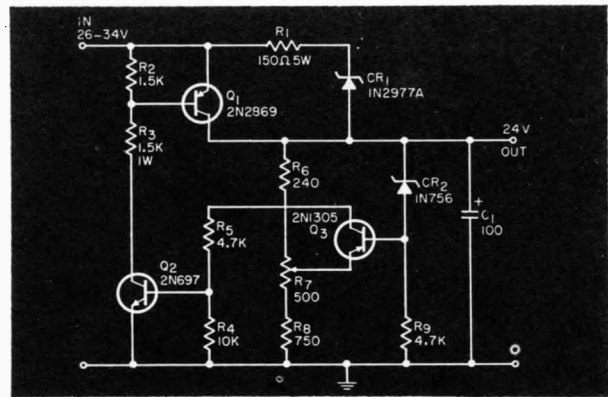 IN
26-34V
R1
150Ω 5W
CR1
1N2977A
R2
1.5K
Q1
2N2869
R3
1.5K
1W
24V
OUT
R6
240
CR2
1N756
+
C1
100
2N1305
Q3
R5
4.7K
Q2
2N697
R7
500
R4
10K
R8
750
R9
4.7K